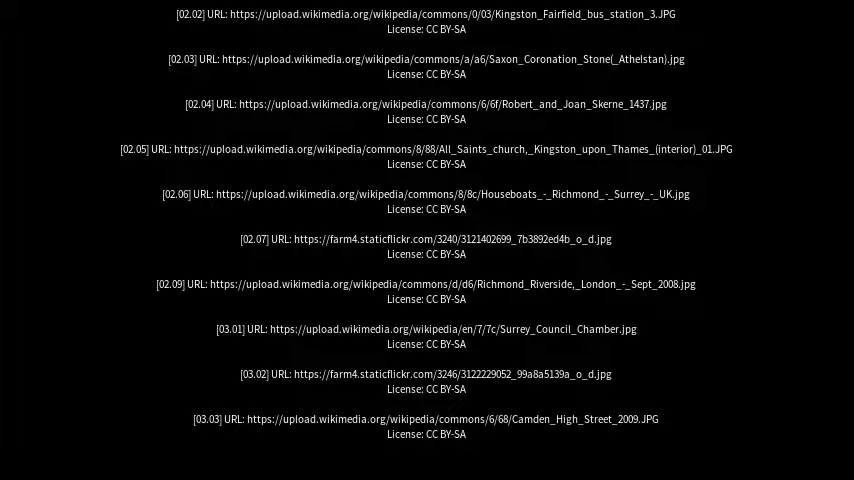 [02.02] URL: https://upload.wikimedia.org/wikipedia/commons/0/03/Kingston_Fairfield_bus_station_3.JPG
License: CC BY-SA
[02.03] URL: https://upload.wikimedia.org/wikipedia/commons/a/a6/Saxon_Coronation_Stone(_Athelstan).jpg
License: CC BY-SA
[02.04] URL: https://upload.wikimedia.org/wikipedia/commons/6/6f/Robert_and_Joan_Skerne_1437.jpg
License: CC BY-SA
[02.05] URL: https://upload.wikimedia.org/wikipedia/commons/8/88/All_Saints_church,_Kingston_upon_Thames_(interior)_01.JPG
License: CC BY-SA
[02.06] URL: https://upload.wikimedia.org/wikipedia/commons/8/8c/Houseboats_-_Richmond_-_Surrey_-_UK.jpg
License: CC BY-SA
[02.07] URL: https://farm4.staticflickr.com/3240/3121402699_7b3892ed4b_o_d.jpg
License: CC BY-SA
[02.09] URL: https://upload.wikimedia.org/wikipedia/commons/d/d6/Richmond_Riverside,_London_-_Sept_2008.jpg
License: CC BY-SA
[03.01] URL: https://upload.wikimedia.org/wikipedia/en/7/7c/Surrey_Council_Chamber.jpg
License: CC BY-SA
[03.02] URL: https://farm4.staticflickr.com/3246/3122229052_99a8a5139a_o_d.jpg
License: CC BY-SA
[03.03] URL: https://upload.wikimedia.org/wikipedia/commons/6/68/Camden_High_Street_2009.JPG
License: CC BY-SA